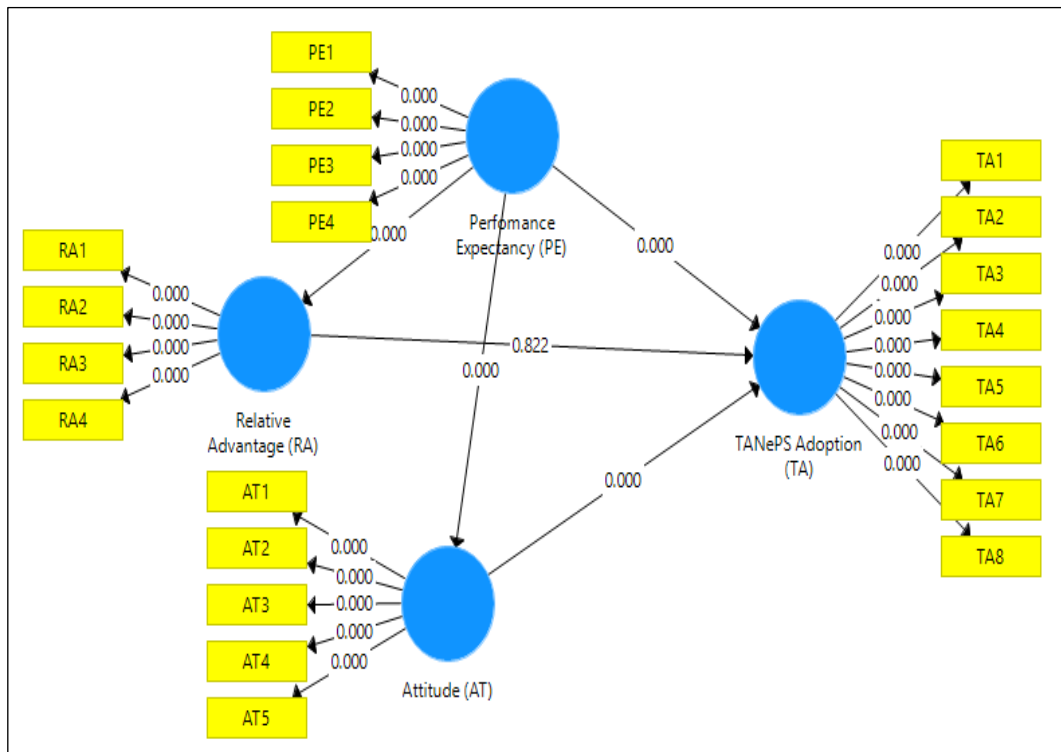 PE1
PE2
PE3
PE4
0.000
0.000
0.000
0.000
Perfomance
Expectancy (PE)
0.000
0.000
0.000
RA1
RA2
RA3
RA4
0.000
0.000
0.000
0.000
Relative
Advantage (RA)
0.822
TA1
TA2
TA3
TA4
TA5
TA6
TA7
TA8
0.000
0.000
0.000
0.000
0.000
0.000
0.000
0.000
TANePS Adoption
(TA)
AT1
AT2
AT3
AT4
AT5
0.000
0.000
0.000
0.000
0.000
Attitude (AT)
0.000